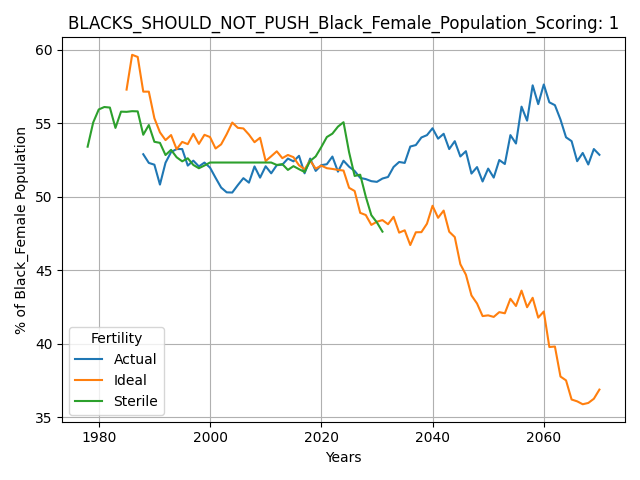 BLACKS_SHOULD_NOT_PUSH_Black_Female_Population_Scoring: 1
60
55
50
45
40
35
% of Black_Female Population
Fertility
Actual
Ideal
Sterile
1980 2000 2020 2040 2060
Years